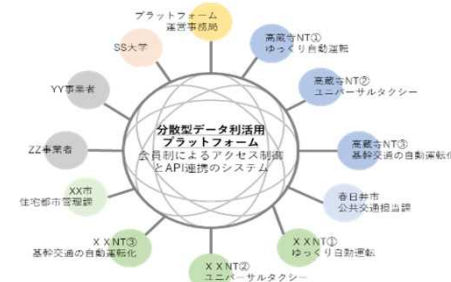 プラットフォーム
運営事務局
SS大学
高蔵寺NT①
ゆっくり自動運転
YY事業者
高蔵寺NT②
ユニバーサルタクシー
分散型データ利活用
プラットフォーム
会員制によるアクセス制御
とAPI連携のシステム
ZZ事業者
高蔵寺NT③
基幹交通の自動運転化
XX市
住宅都市管理課
春日井市
公共交通担当課
ＸＸNT③
基幹交通の自動運転化
ＸＸNT①
ゆっくり自動運転
ＸＸNT②
ユニバーサルタクシー